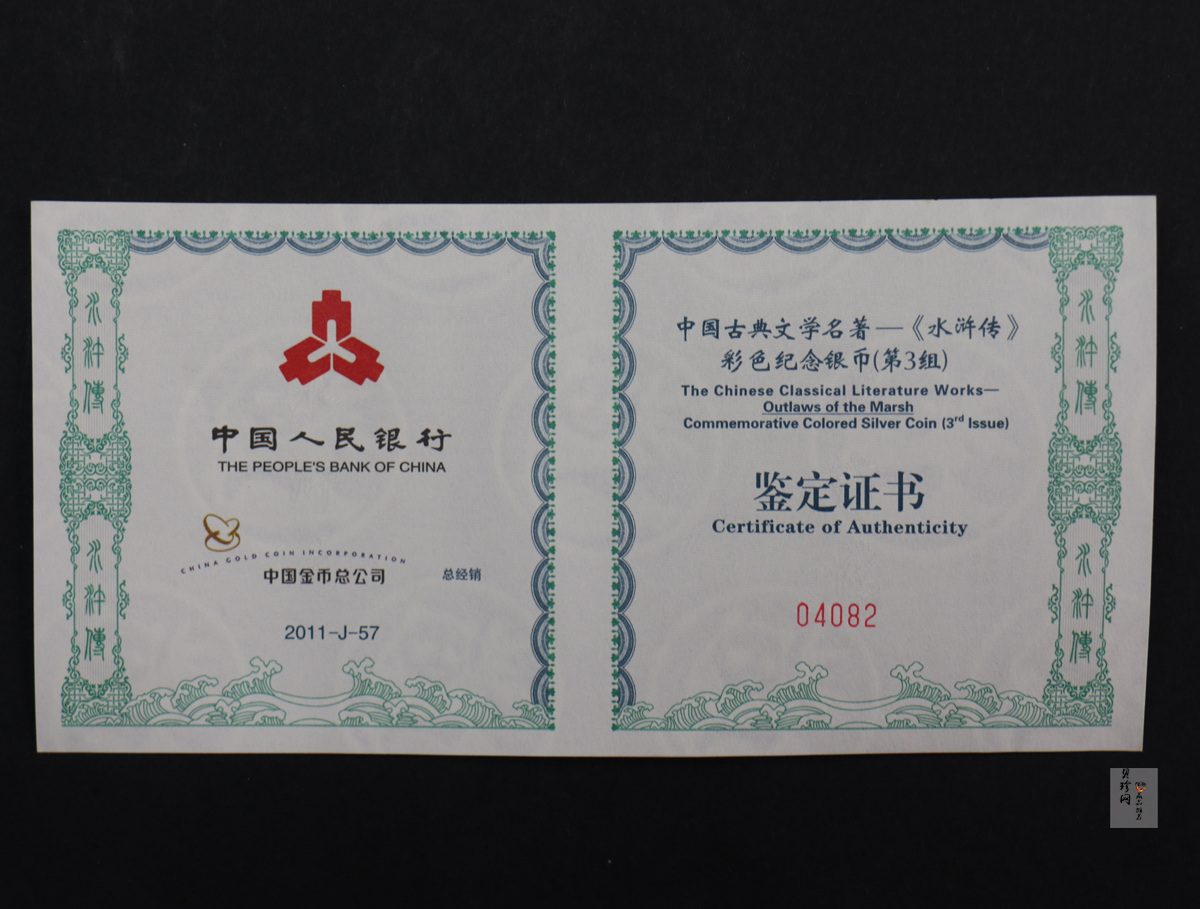 水滸傳
水滸傳
中国人民银行
THE PEOPLE'S BANK OF CHINA
CHINA GOLD COIN INCORPORATION
中国金币总公司 总经销
2011-J-57
中国古典文学名著—《水浒传》
彩色纪念银币(第3组)
The Chinese Classical Literature Works—
Outlaws of the Marsh
Commemorative Colored Silver Coin (3rd Issue)
鉴定证书
Certificate of Authenticity
04082
水滸傳
水滸傳